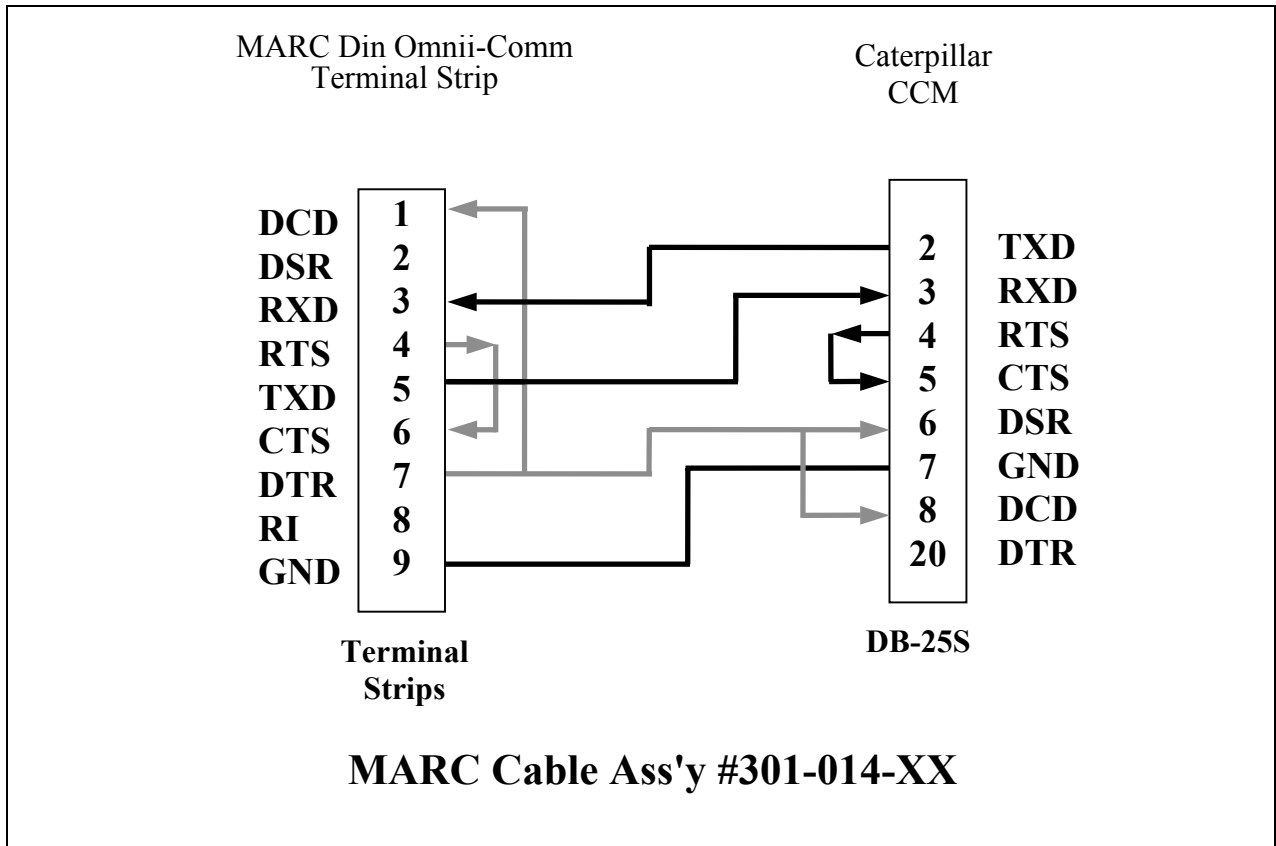 MARC Din Omnii-Comm
Terminal Strip
Caterpillar
CCM
DCD 1
DSR 2
RXD 3
RTS 4
TXD 5
CTS 6
DTR 7
RI 8
GND 9
2 TXD
3 RXD
4 RTS
5 CTS
6 DSR
7 GND
8 DCD
20 DTR
Terminal
Strips
DB-25S
MARC Cable Ass'y #301-014-XX